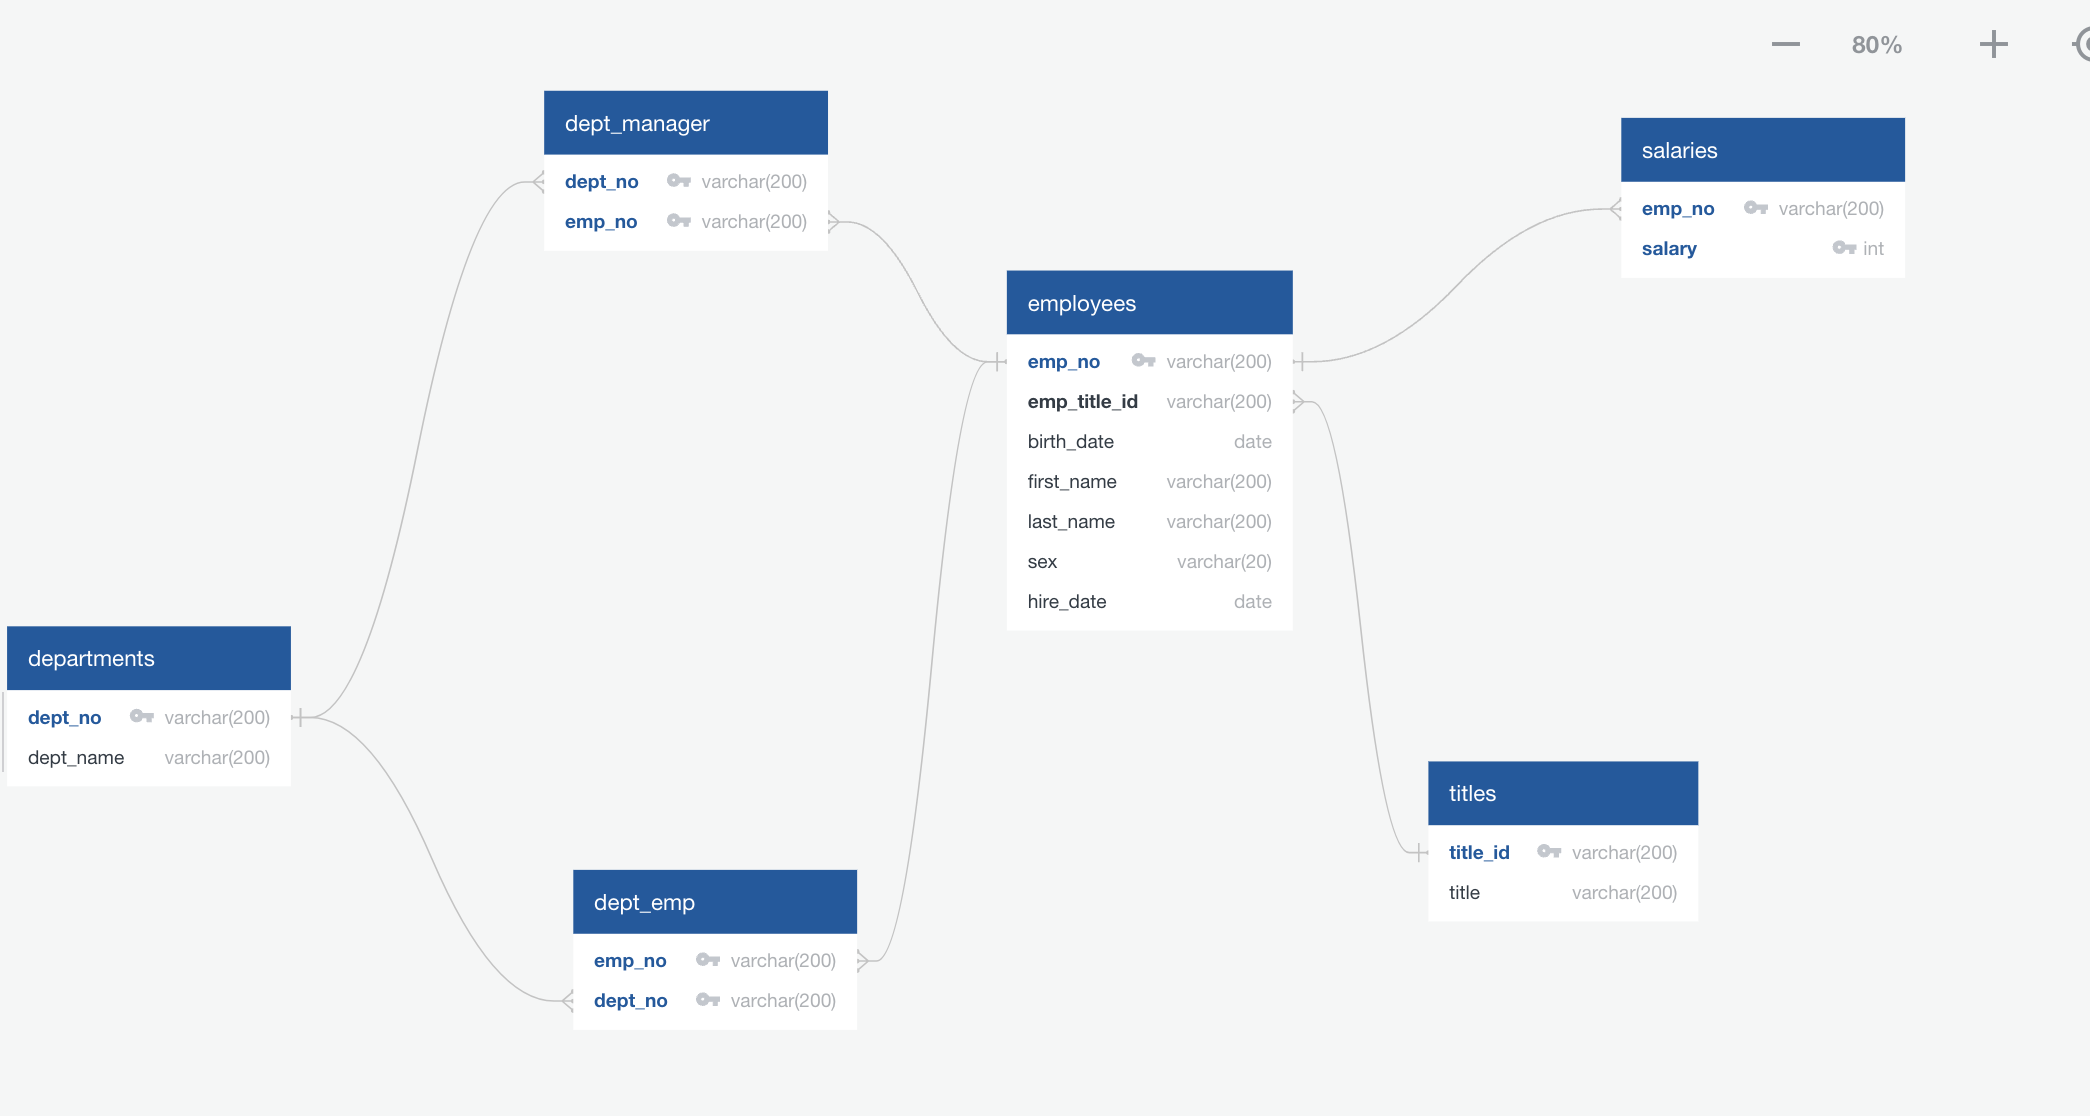 80%
dept_manager
dept_no varchar(200)
emp_no varchar(200)
salaries
emp_no varchar(200)
salary int
employees
emp_no varchar(200)
emp_title_id varchar(200)
birth_date date
first_name varchar(200)
last_name varchar(200)
sex varchar(20)
hire_date date
departments
dept_no varchar(200)
dept_name varchar(200)
titles
title_id varchar(200)
title varchar(200)
dept_emp
emp_no varchar(200)
dept_no varchar(200)